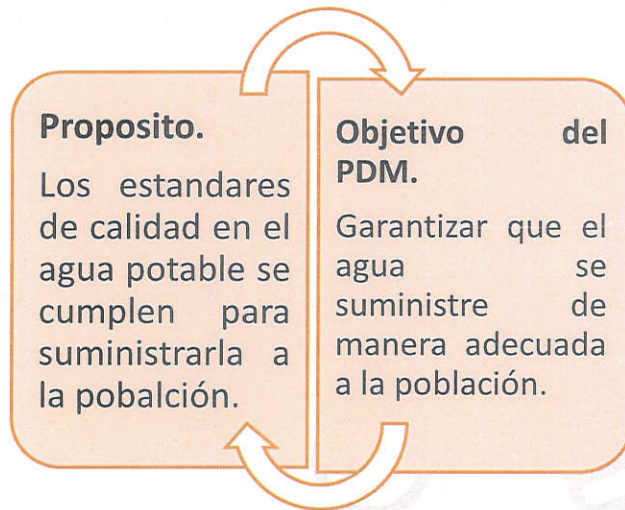 Proposito.
Los estandares
de calidad en el
agua potable se
cumplen para
suministrarla a
la pobalción.
Objetivo del
PDM.
Garantizar que el
agua se
suministre de
manera adecuada
a la población.